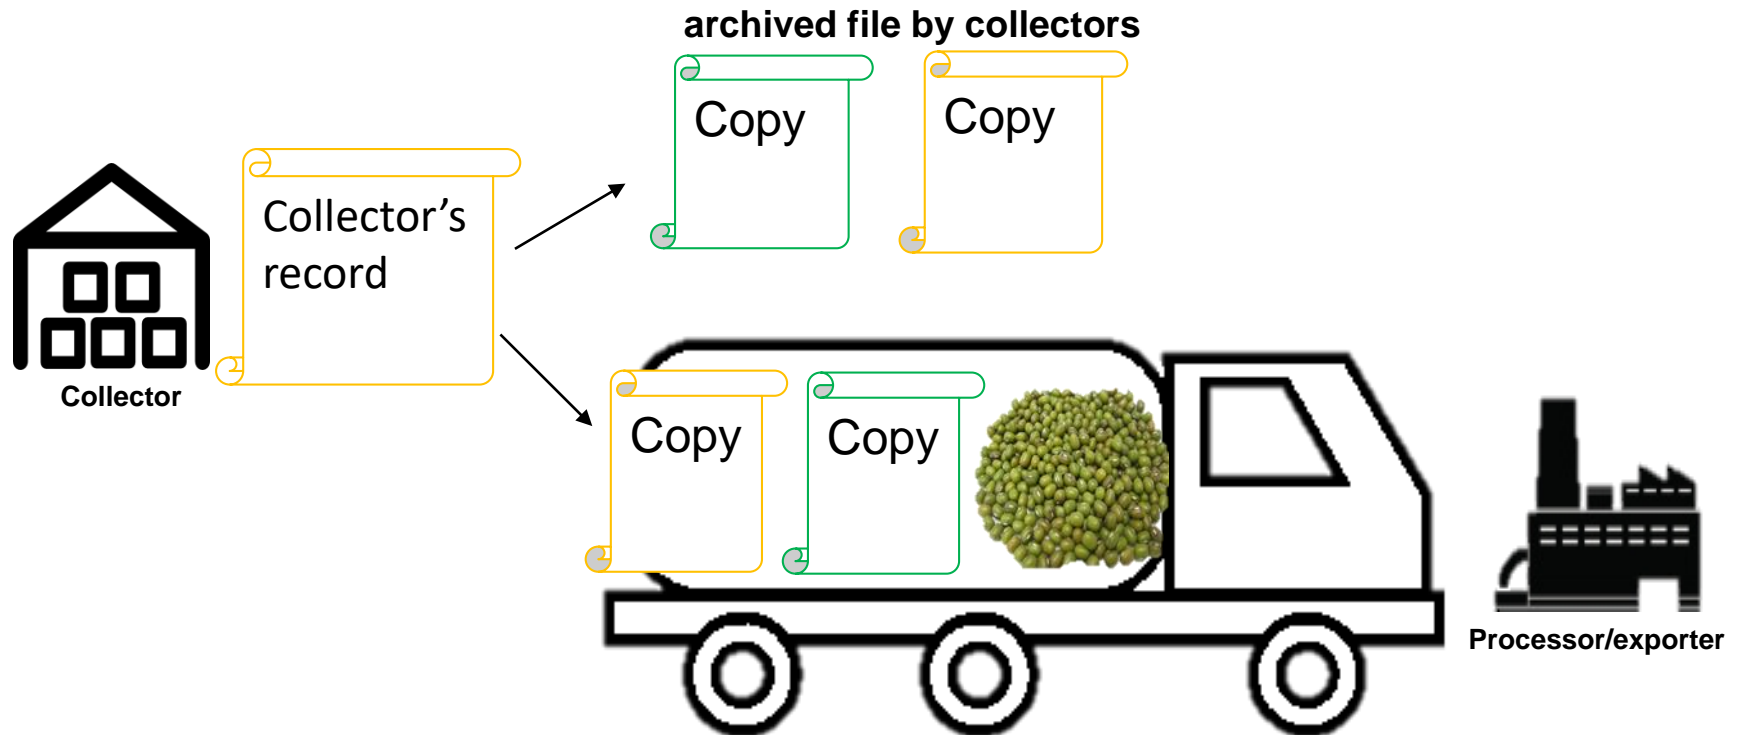 archived file by collectors
Copy
Copy
Collector’s
record
Collector
Copy
Copy
Processor/exporter